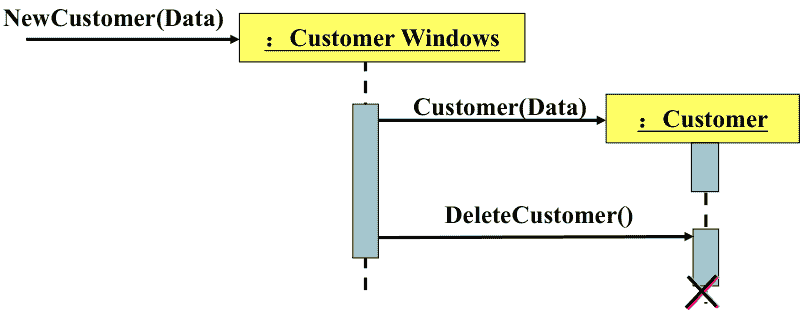 NewCustomer(Data)
：Customer Windows
Customer(Data)
：Customer
DeleteCustomer()